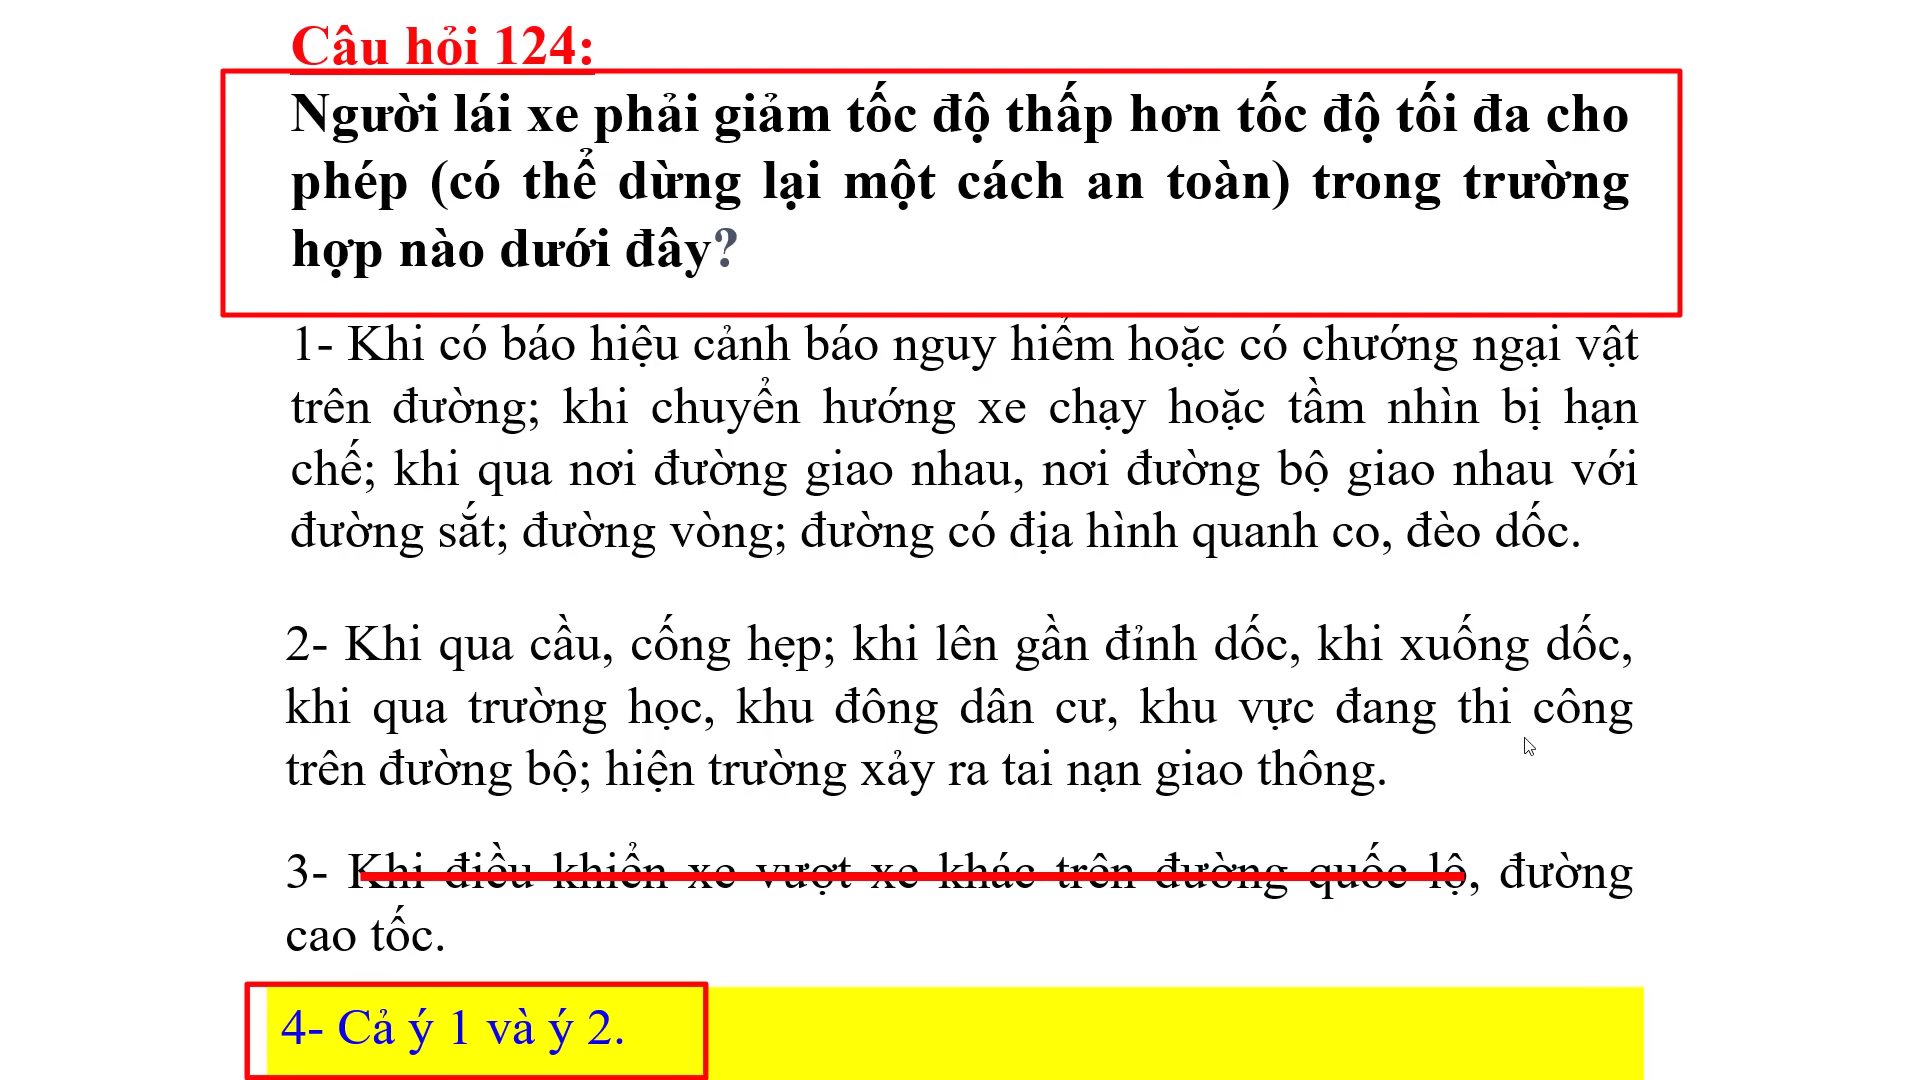 Câu hỏi 124:
Người lái xe phải giảm tốc độ thấp hơn tốc độ tối đa cho
phép (có thể dừng lại một cách an toàn) trong trường
hợp nào dưới đây?
1- Khi có báo hiệu cảnh báo nguy hiểm hoặc có chướng ngại vật
trên đường; khi chuyển hướng xe chạy hoặc tầm nhìn bị hạn
chế; khi qua nơi đường giao nhau, nơi đường bộ giao nhau với
đường sắt; đường vòng; đường có địa hình quanh co, đèo dốc.
2- Khi qua cầu, cống hẹp; khi lên gần đỉnh dốc, khi xuống dốc,
khi qua trường học, khu đông dân cư, khu vực đang thi công
trên đường bộ; hiện trường xảy ra tai nạn giao thông.
3- Khi điều khiển xe vượt xe khác trên đường quốc lộ, đường
cao tốc.
4- Cả ý 1 và ý 2.